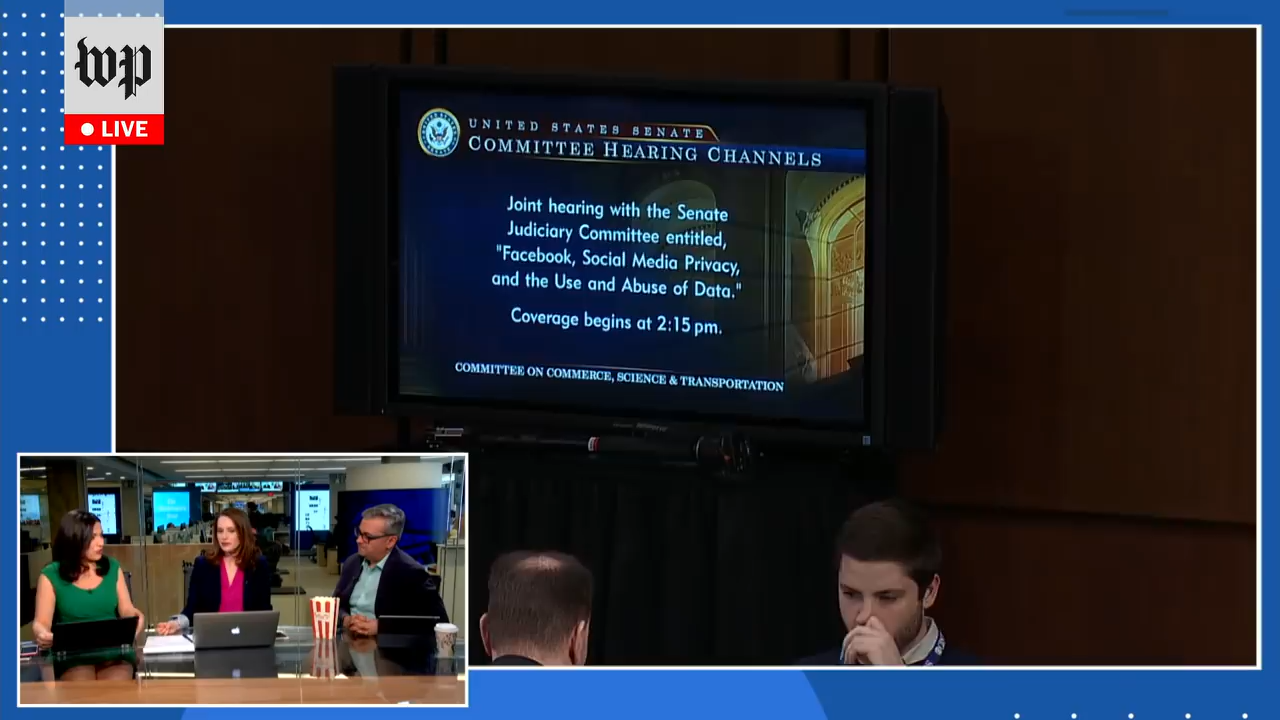 wp
LIVE
UNITED STATES SENATE
COMMITTEE HEARING CHANNELS
Joint hearing with the Senate
Judiciary Committee entitled,
"Facebook, Social Media Privacy,
and the Use and Abuse of Data."
Coverage begins at 2:15 pm.
COMMITTEE ON COMMERCE, SCIENCE & TRANSPORTATION